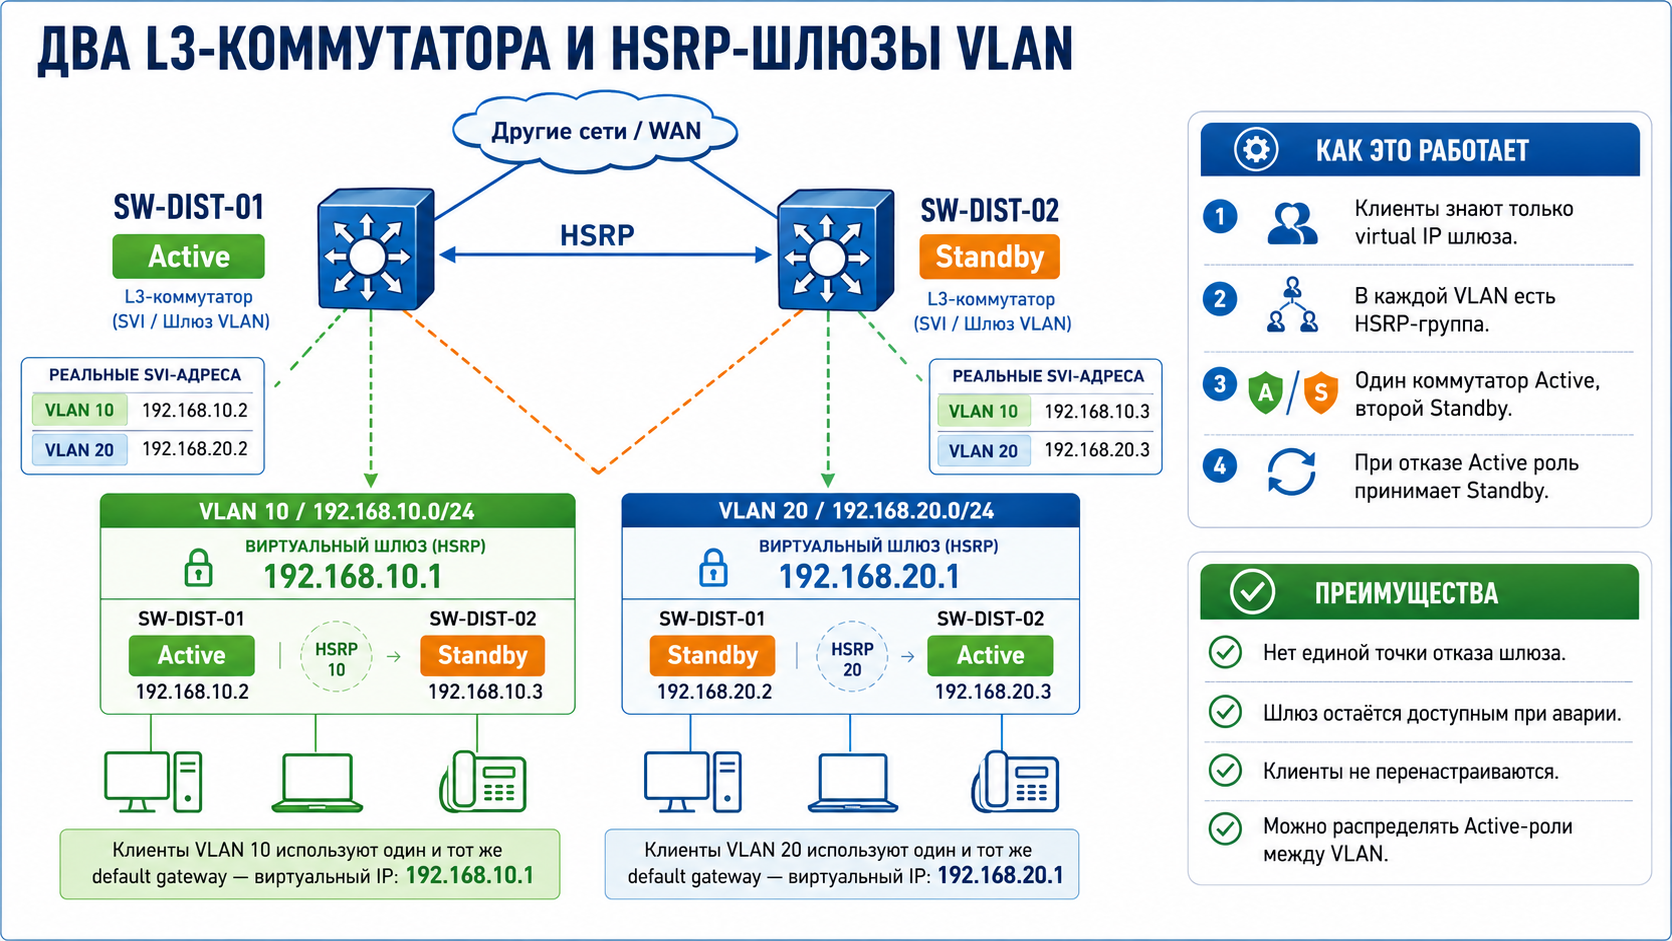 ДВА L3-КОММУТАТОРА И HSRP-ШЛЮЗЫ VLAN
Другие сети / WAN
SW-DIST-01
Active
L3-коммутатор
(SVI / Шлюз VLAN)
HSRP
SW-DIST-02
Standby
L3-коммутатор
(SVI / Шлюз VLAN)
РЕАЛЬНЫЕ SVI-АДРЕСА
VLAN 10 192.168.10.2
VLAN 20 192.168.20.2
РЕАЛЬНЫЕ SVI-АДРЕСА
VLAN 10 192.168.10.3
VLAN 20 192.168.20.3
VLAN 10 / 192.168.10.0/24
ВИРТУАЛЬНЫЙ ШЛЮЗ (HSRP)
192.168.10.1
SW-DIST-01
Active
192.168.10.2
HSRP
10
SW-DIST-02
Standby
192.168.10.3
Клиенты VLAN 10 используют один и тот же
default gateway — виртуальный IP: 192.168.10.1
VLAN 20 / 192.168.20.0/24
ВИРТУАЛЬНЫЙ ШЛЮЗ (HSRP)
192.168.20.1
SW-DIST-01
Standby
192.168.20.2
HSRP
20
SW-DIST-02
Active
192.168.20.3
Клиенты VLAN 20 используют один и тот же
default gateway — виртуальный IP: 192.168.20.1
КАК ЭТО РАБОТАЕТ
1 Клиенты знают только
virtual IP шлюза.
2 В каждой VLAN есть
HSRP-группа.
3 A / S Один коммутатор Active,
второй Standby.
4 При отказе Active роль
принимает Standby.
ПРЕИМУЩЕСТВА
Нет единой точки отказа шлюза.
Шлюз остаётся доступным при аварии.
Клиенты не перенастраиваются.
Можно распределять Active-роли
между VLAN.